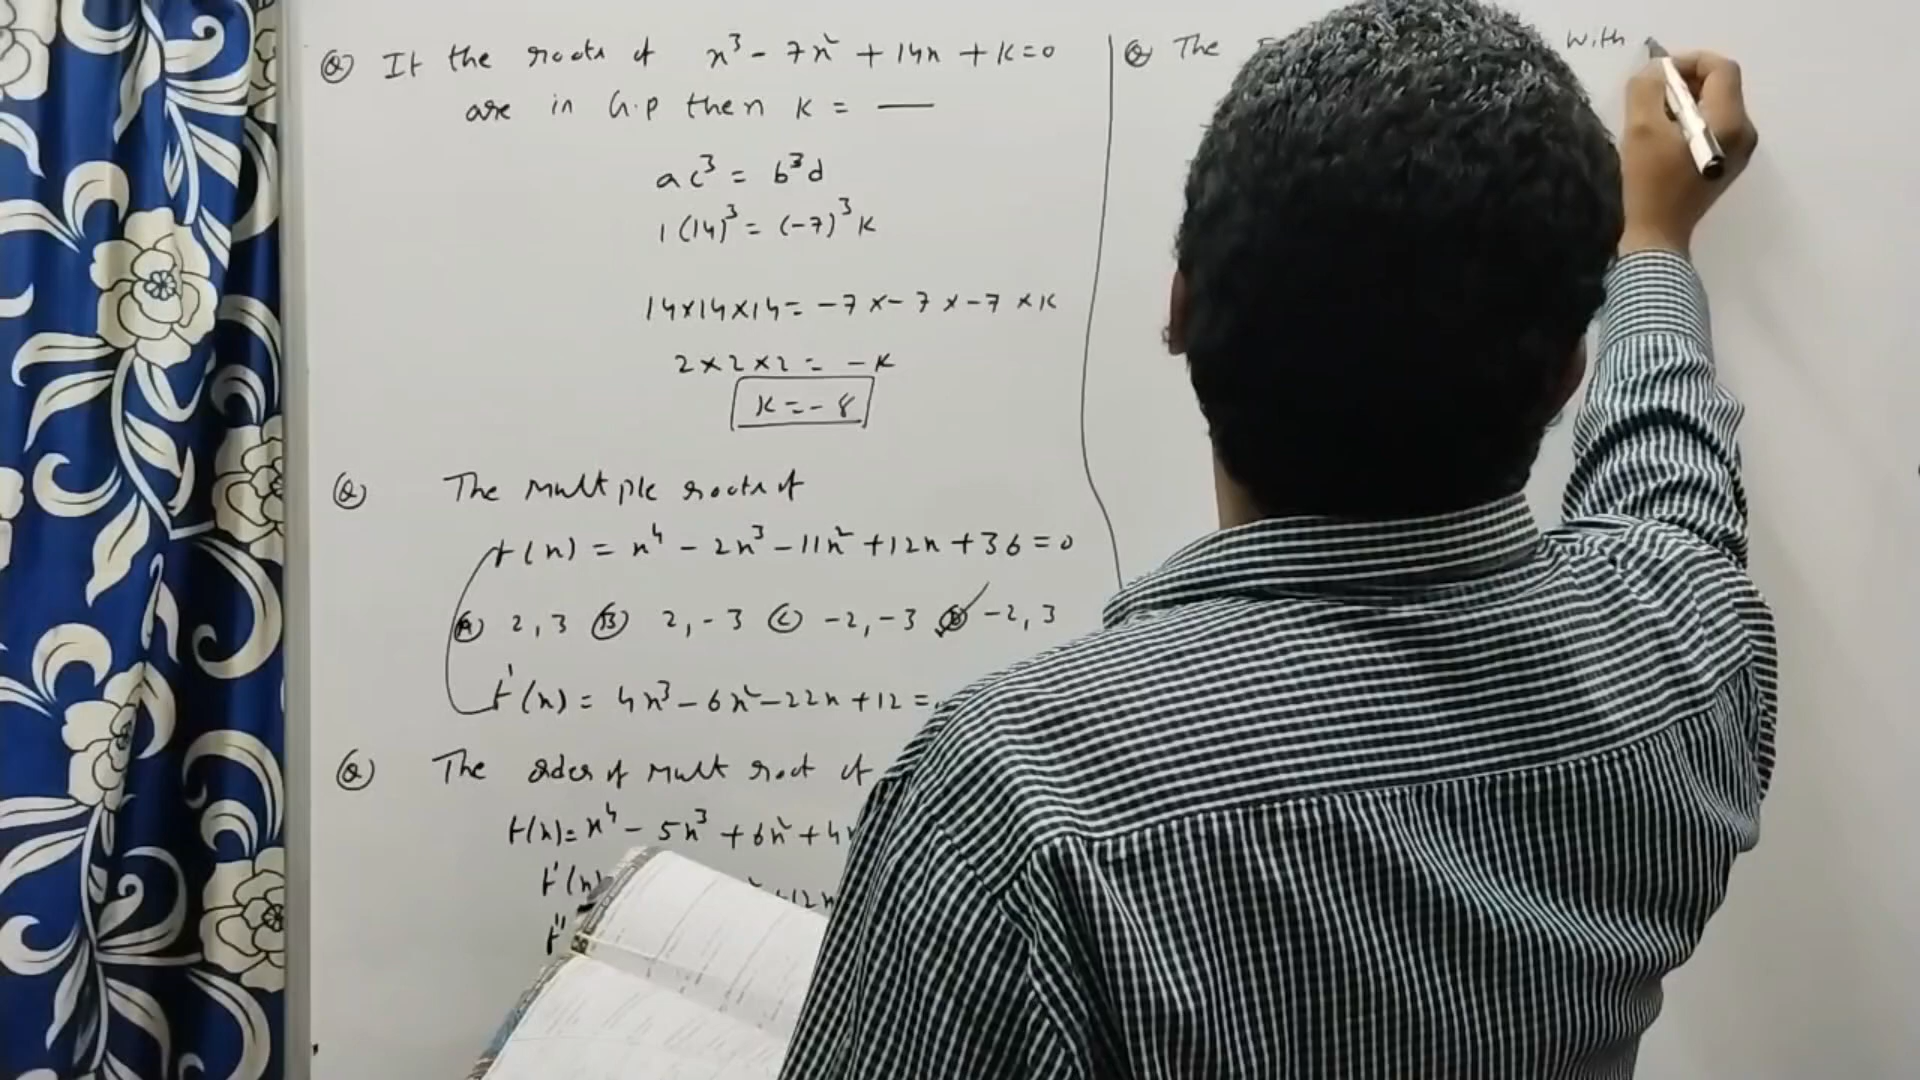 Q If the roots of x³ - 7x² + 14x + k = 0
are in G.P then k = —
ac³ = b³d
1(14)³ = (-7)³ k
14×14×14 = -7 × -7 × -7 × k
2 × 2 × 2 = -k
k = -8
Q The multiple roots of
f(x) = x⁴ - 2x³ - 11x² + 12x + 36 = 0
A 2, 3 B 2, -3 C -2, -3 D -2, 3
f'(x) = 4x³ - 6x² - 22x + 12 =
Q The order of mult root of
f(x) = x⁴ - 5x³ + 6x² + 4x
f'(x) +12x
f''
Q The with